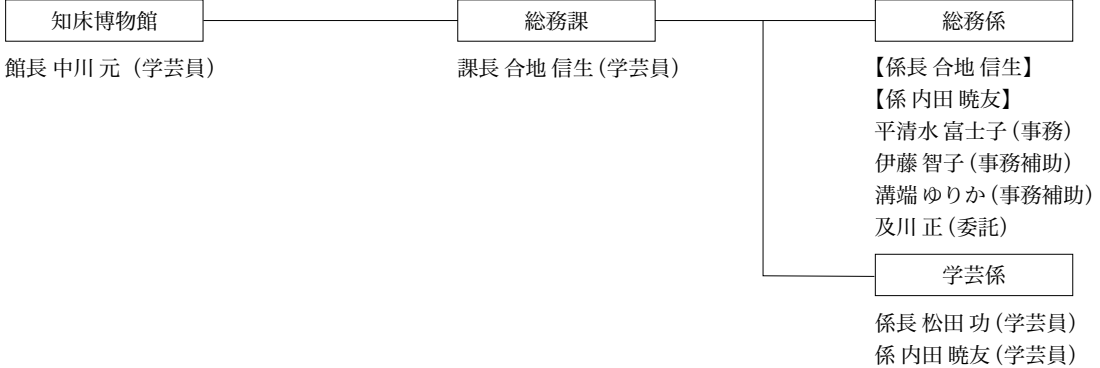 知床博物館
館長 中川 元 (学芸員)
総務課
課長 合地 信生 (学芸員)
総務係
【係長 合地 信生】
【係 内田 暁友】
平清水 富士子 (事務)
伊藤 智子 (事務補助)
溝端 ゆりか (事務補助)
及川 正 (委託)
学芸係
係長 松田 功 (学芸員)
係 内田 暁友 (学芸員)